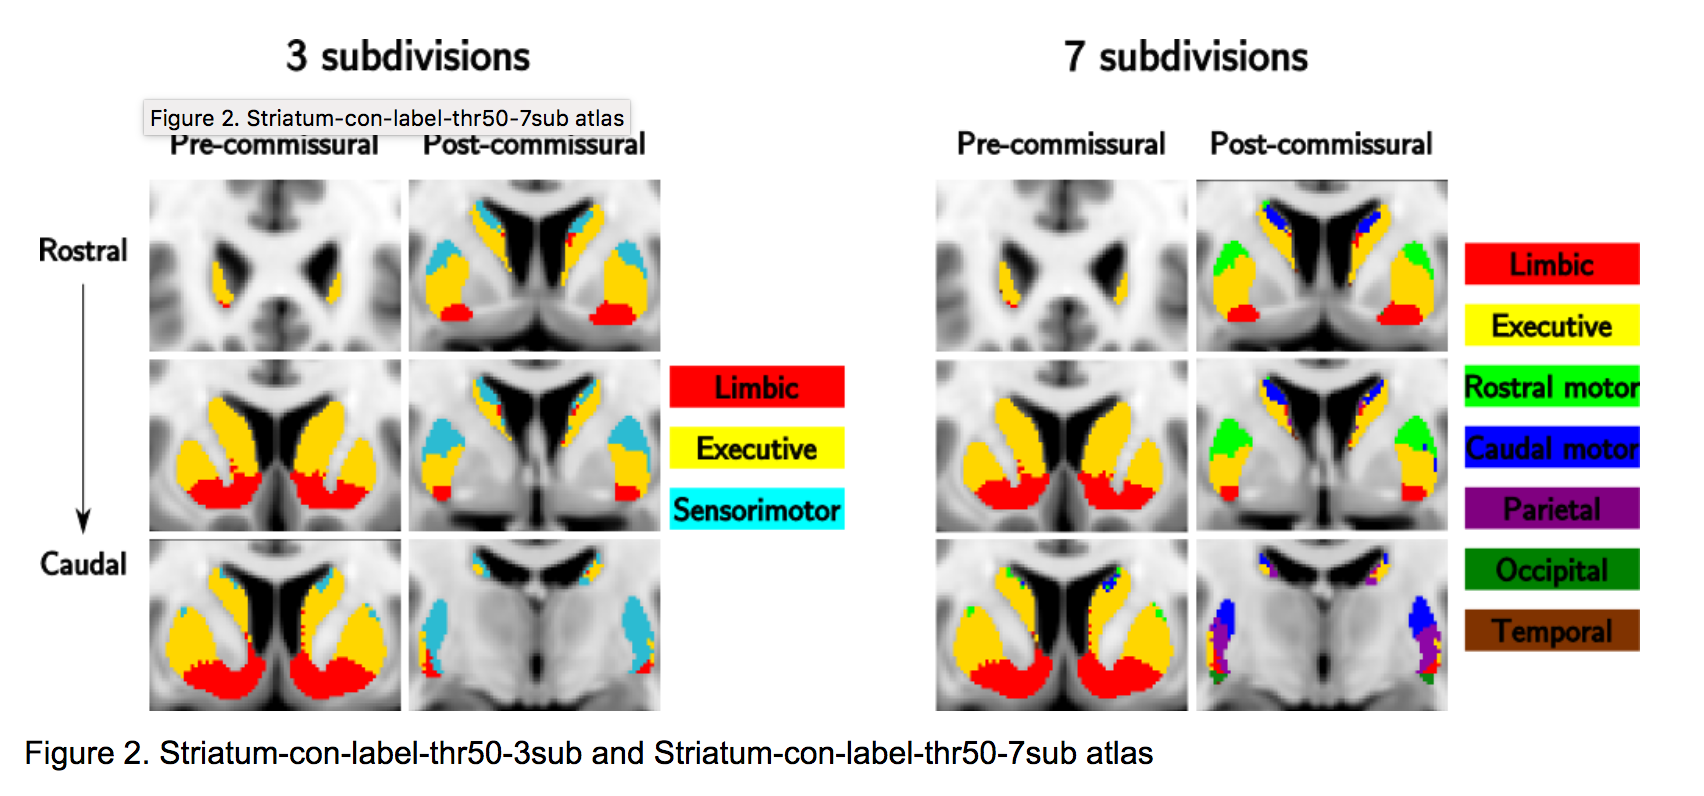 3 subdivisions
7 subdivisions
Figure 2. Striatum-con-label-thr50-7sub atlas
Pre-commissural
Post-commissural
Pre-commissural
Post-commissural
Rostral
Caudal
Limbic
Executive
Sensorimotor
Limbic
Executive
Rostral motor
Caudal motor
Parietal
Occipital
Temporal
Figure 2. Striatum-con-label-thr50-3sub and Striatum-con-label-thr50-7sub atlas